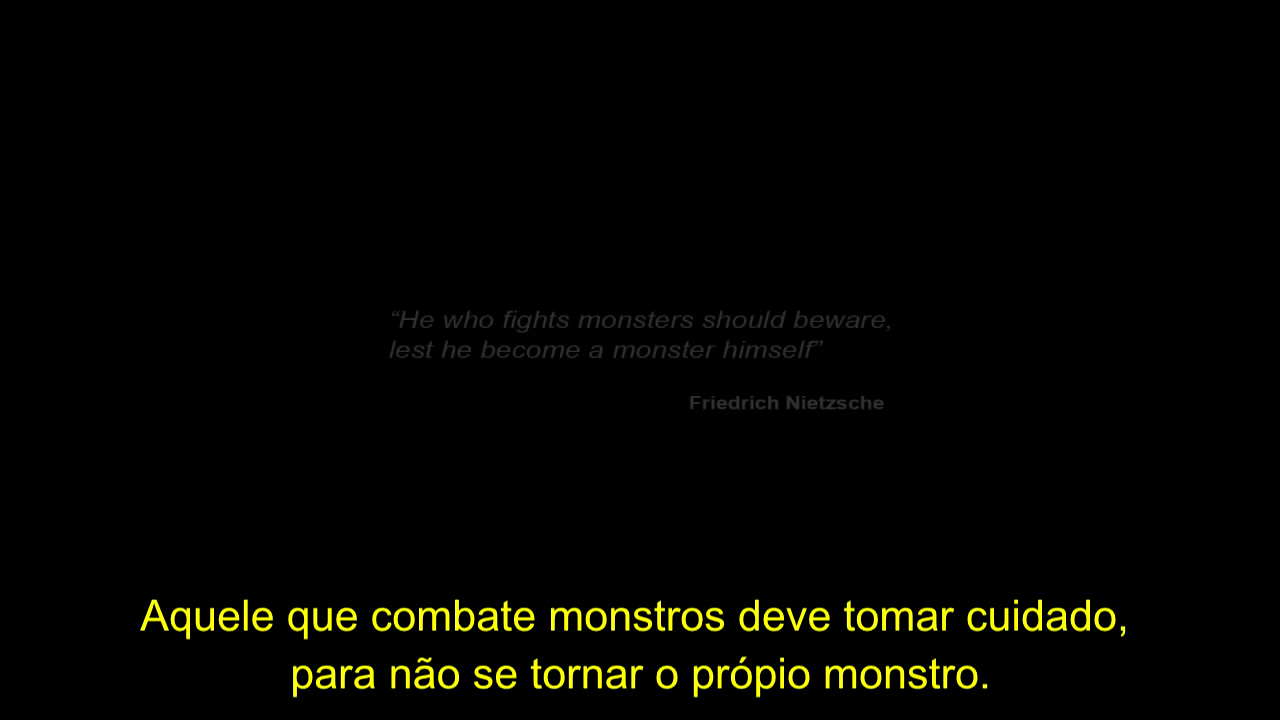 “He who fights monsters should beware,
lest he become a monster himself”
Friedrich Nietzsche
Aquele que combate monstros deve tomar cuidado,
para não se tornar o própio monstro.